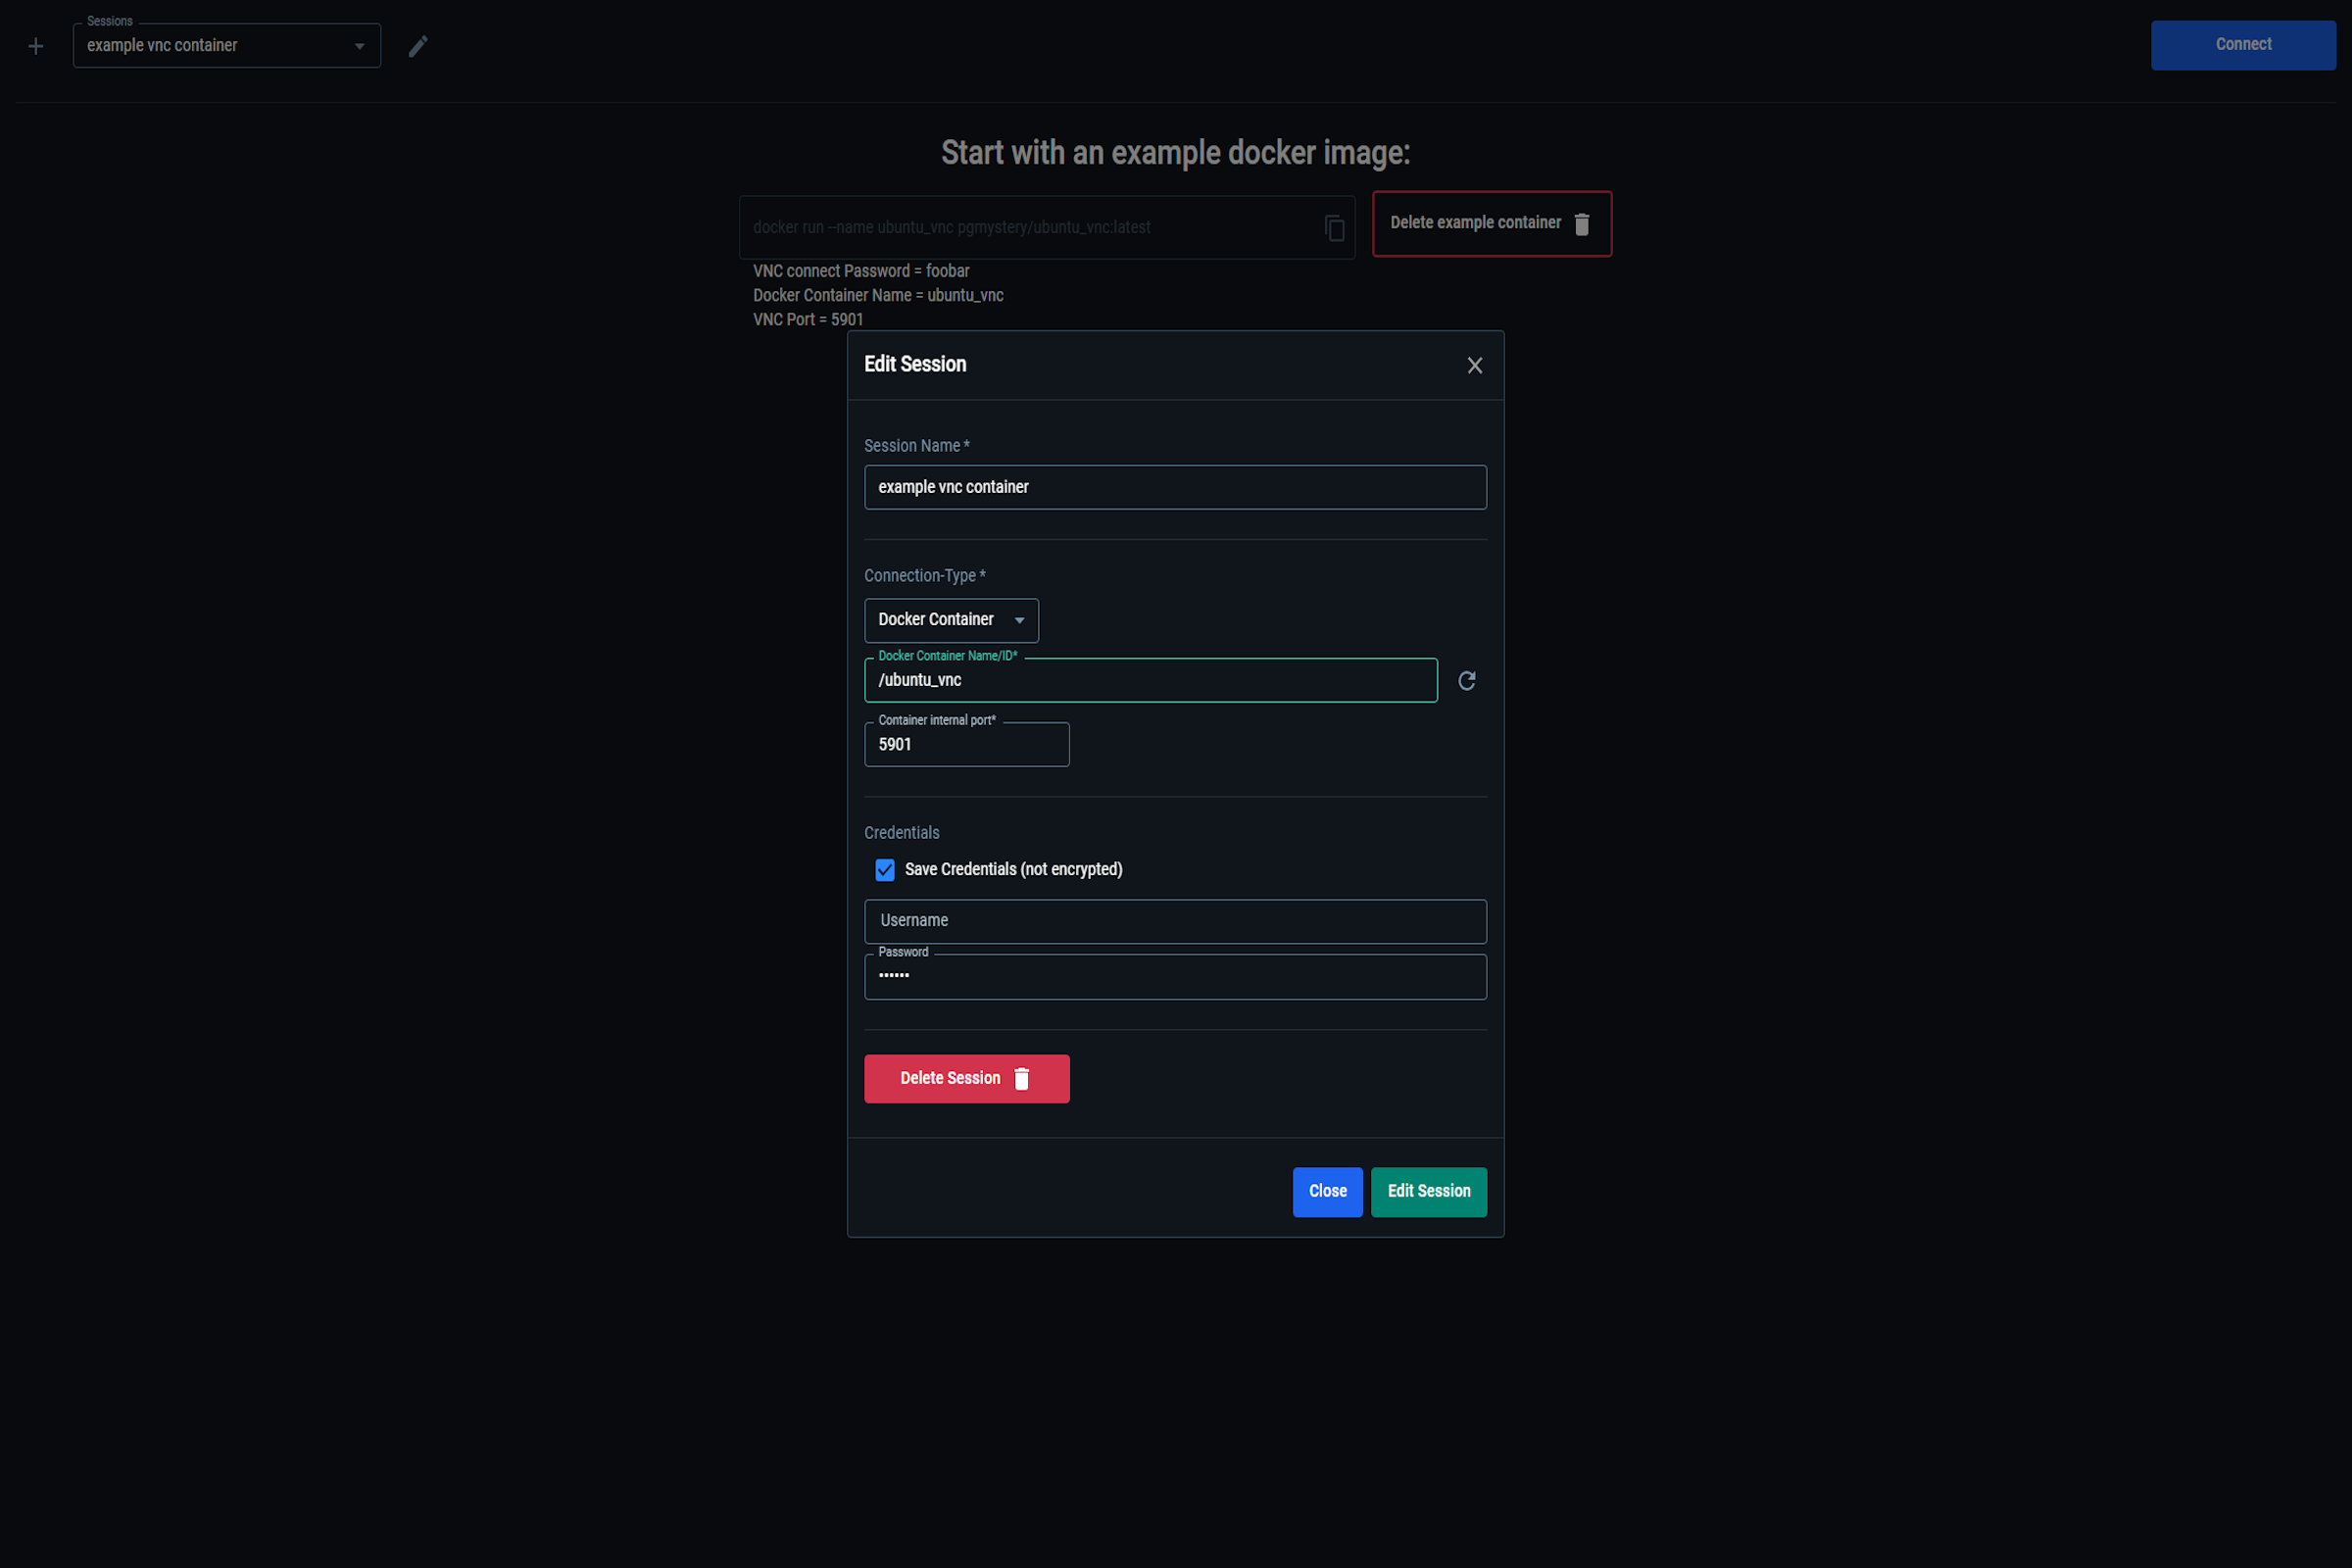 Sessions
example vnc container
Connect
Start with an example docker image:
docker run --name ubuntu_vnc pgmystery/ubuntu_vnc:latest
Delete example container
VNC connect Password = foobar
Docker Container Name = ubuntu_vnc
VNC Port = 5901
Edit Session
Session Name *
example vnc container
Connection-Type *
Docker Container
Docker Container Name/ID*
/ubuntu_vnc
Container internal port*
5901
Credentials
Save Credentials (not encrypted)
Username
Password
••••••
Delete Session
Close
Edit Session